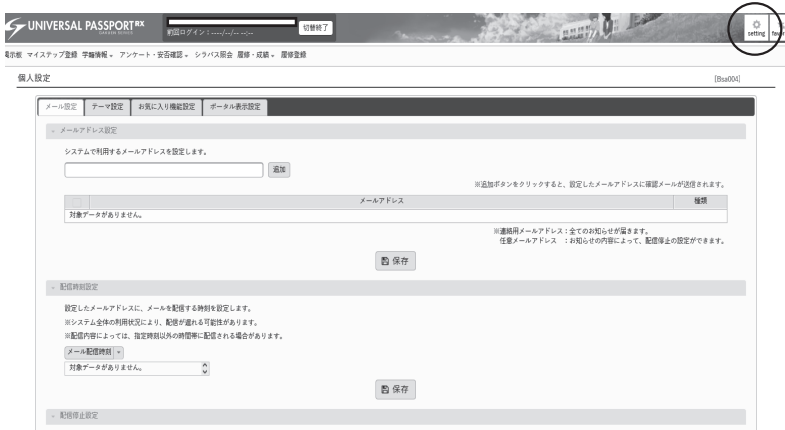 UNIVERSAL PASSPORT RX
前回ログイン：----/--/-- --:--
切替終了
setting
マイステップ登録 学籍情報 アンケート・安否確認 シラバス照会 履修・成績 履修登録
個人設定
[Bsa004]
メール設定 テーマ設定 お気に入り機能設定 ポータル表示設定
メールアドレス設定
システムで利用するメールアドレスを設定します。
追加
※追加ボタンをクリックすると、設定したメールアドレスに確認メールが送信されます。
メールアドレス 種類
対象データがありません。
※連絡用メールアドレス：全てのお知らせが届きます。
任意メールアドレス ：お知らせの内容によって、配信停止の設定ができます。
保存
配信時刻設定
設定したメールアドレスに、メールを配信する時刻を設定します。
※システム全体の利用状況により、配信が遅れる可能性があります。
※配信内容によっては、指定時刻以外の時間帯に配信される場合があります。
メール配信時刻
対象データがありません。
保存
配信停止設定